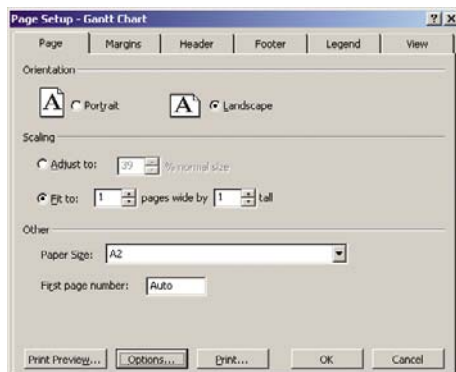 Page Setup - Gantt Chart
Page Margins Header Footer Legend View
Orientation
A Portrait A Landscape
Scaling
Adjust to: 39 % normal size
Fit to: 1 pages wide by 1 tall
Other
Paper Size: A2
First page number: Auto
Print Preview... Options... Print... OK Cancel